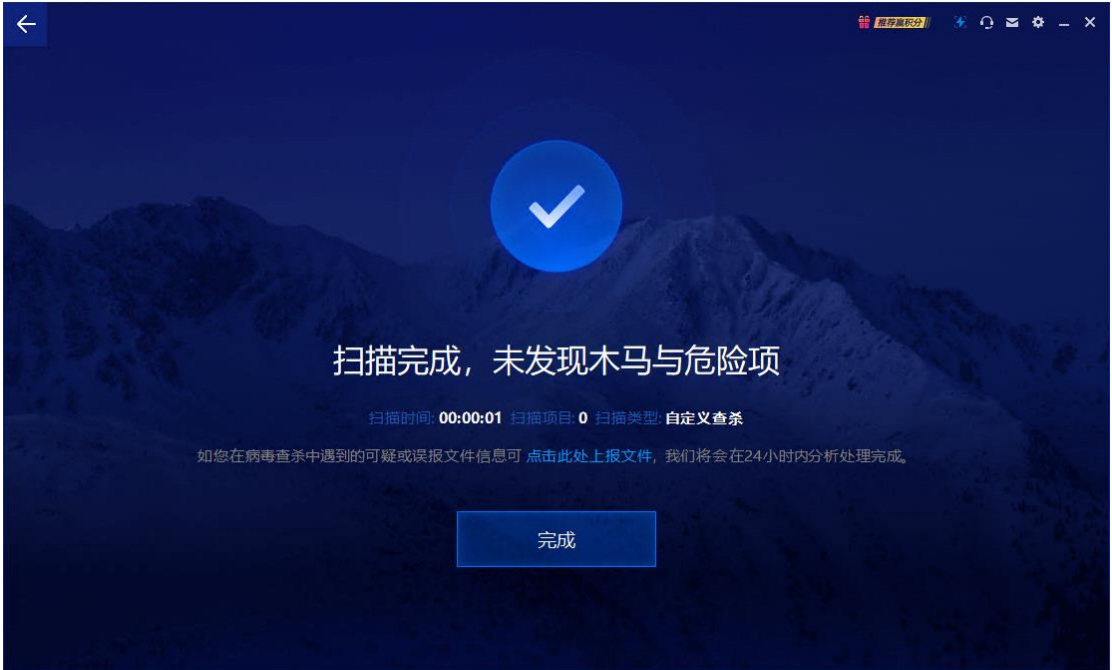 推荐赢积分
扫描完成，未发现木马与危险项
扫描时间: 00:00:01 扫描项目: 0 扫描类型: 自定义查杀
如您在病毒查杀中遇到的可疑或误报文件信息可 点击此处上报文件，我们将会在24小时内分析处理完成。
完成